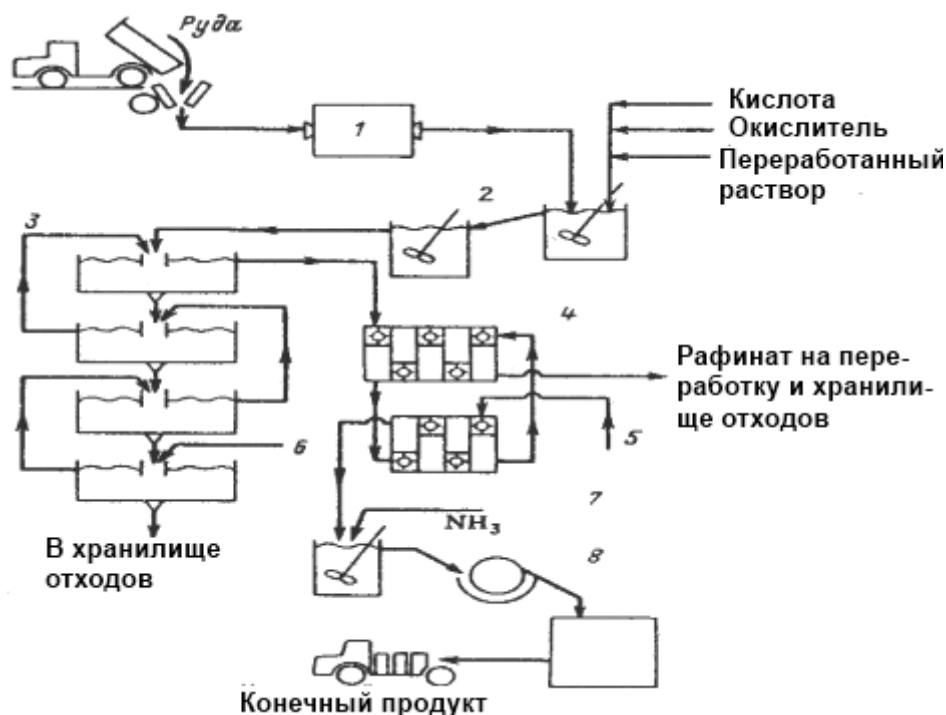 Руда
Кислота
Окислитель
Переработанный
раствор
1
2
3
4
Рафинат на пере-
работку и хранили-
ще отходов
5
6
7
NH3
В хранилище
отходов
8
Конечный продукт